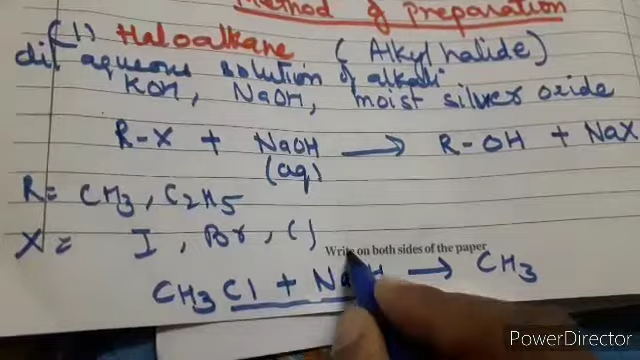 Method of preparation
(1) Haloalkane (Alkyl halide)
dil aqueous solution of alkali
KOH, NaOH, moist silver oxide
R-X + NaOH → R-OH + NaX
(aq)
R= CH3, C2H5
X= I, Br, Cl
Write on both sides of the paper
CH3Cl + NaOH → CH3
PowerDirector